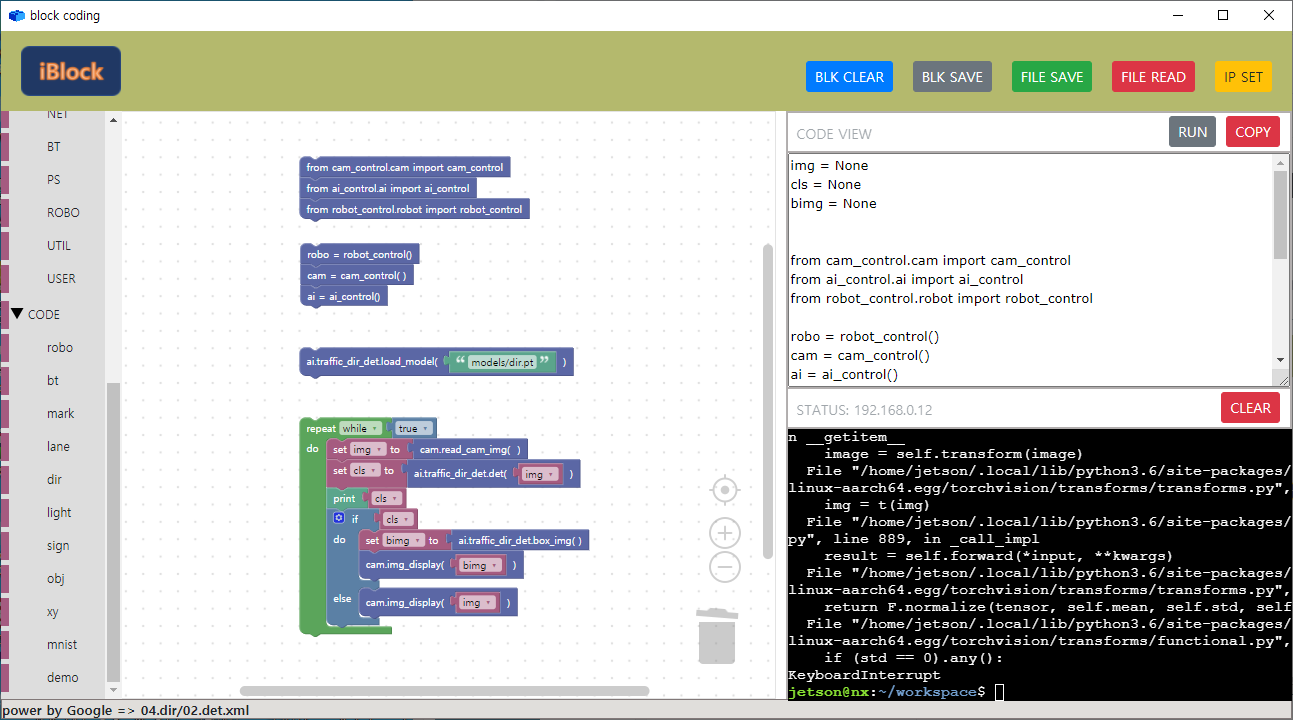 block coding
iBlock
BLK CLEAR
BLK SAVE
FILE SAVE
FILE READ
IP SET
NET
BT
PS
ROBO
UTIL
USER
CODE
robo
bt
mark
lane
dir
light
sign
obj
xy
mnist
demo
from cam_control.cam import cam_control
from ai_control.ai import ai_control
from robot_control.robot import robot_control
robo = robot_control()
cam = cam_control( )
ai = ai_control()
ai.traffic_dir_det.load_model( “ models/dir.pt ” )
repeat while true
do set img to cam.read_cam_img( )
set cls to ai.traffic_dir_det.det( img )
print cls
if cls
do set bimg to ai.traffic_dir_det.box_img( )
cam.img_display( bimg )
else cam.img_display( img )
CODE VIEW
RUN
COPY
img = None
cls = None
bimg = None
from cam_control.cam import cam_control
from ai_control.ai import ai_control
from robot_control.robot import robot_control
robo = robot_control()
cam = cam_control()
ai = ai_control()
STATUS: 192.168.0.12
CLEAR
n __getitem__
image = self.transform(image)
File "/home/jetson/.local/lib/python3.6/site-packages/
linux-aarch64.egg/torchvision/transforms/transforms.py",
img = t(img)
File "/home/jetson/.local/lib/python3.6/site-packages/
py", line 889, in _call_impl
result = self.forward(*input, **kwargs)
File "/home/jetson/.local/lib/python3.6/site-packages/
linux-aarch64.egg/torchvision/transforms/transforms.py",
return F.normalize(tensor, self.mean, self.std, self
File "/home/jetson/.local/lib/python3.6/site-packages/
linux-aarch64.egg/torchvision/transforms/functional.py",
if (std == 0).any():
KeyboardInterrupt
jetson@nx:~/workspace$
power by Google => 04.dir/02.det.xml